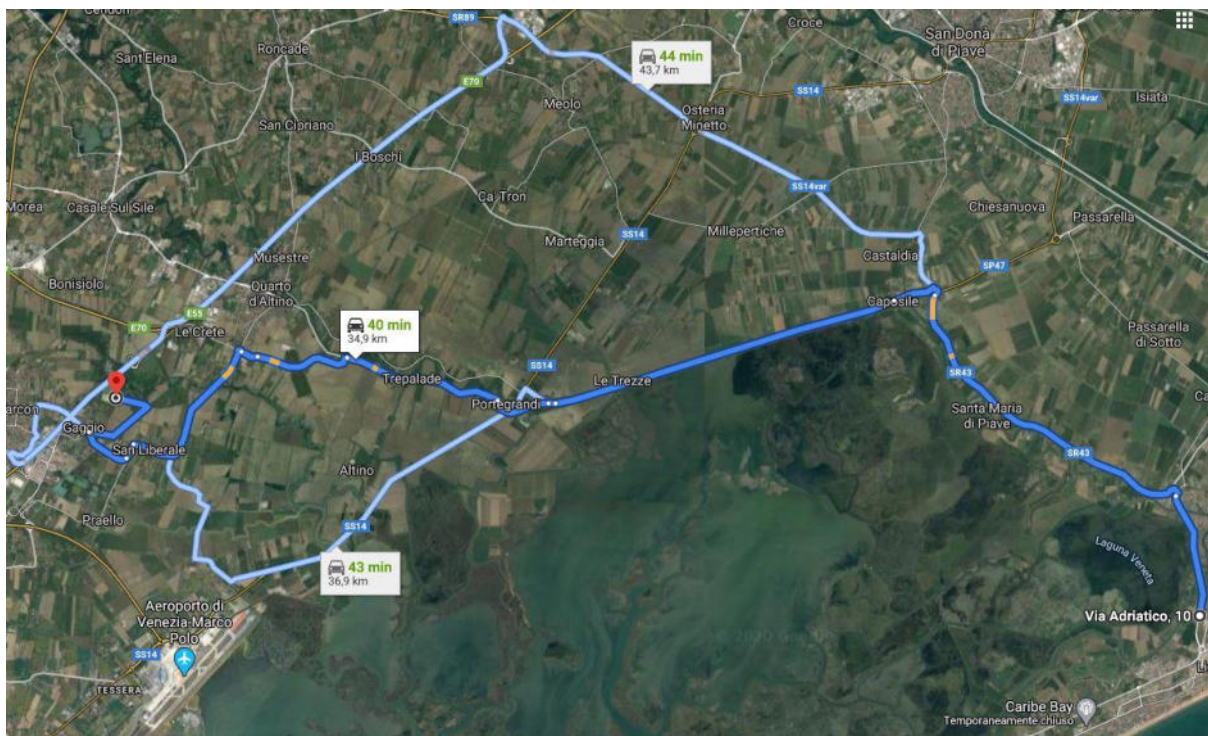 SR89
Croce
San Donà
di Piave
Sant'Elena
Roncade
44 min
43,7 km
E70
SS14
SS14var
Isiata
Meolo
Osteria
Minetto
San Cipriano
I Boschi
Ca' Tron
SS14var
Morea
Casale Sul Sile
Chiesanuova
Passarella
Millepertiche
SS14
Marteggia
Castaldia
Musestre
SP47
Bonisiolo
Quarto
d'Altino
Caposile
E55
E70
Le Crete
40 min
34,9 km
Passarella
di Sotto
SS14
Trepalade
Le Trezze
SR43
Portegrandi
Santa Maria
di Piave
Gaggio
San Liberale
SR43
Altino
Praello
SS14
Laguna Veneta
43 min
36,9 km
Aeroporto di
Venezia-Marco
Polo
Via Adriatico, 10
SS14
TESSERA
Caribe Bay
Temporaneamente chiuso